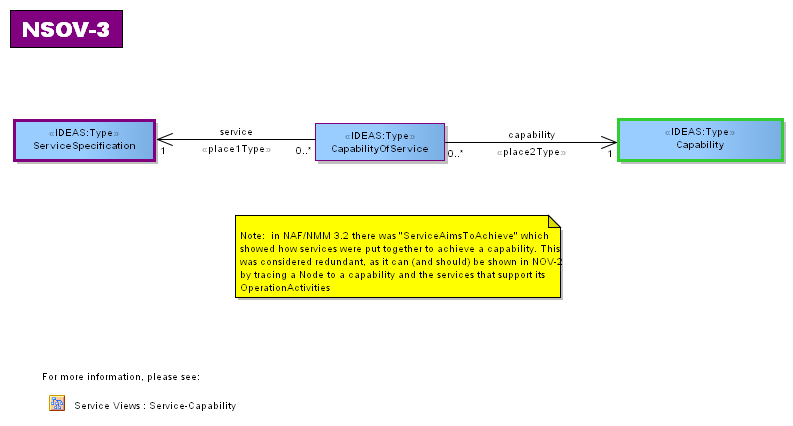 NSOV-3
«IDEAS:Type»
ServiceSpecification
service
«place1Type»
1
0..*
«IDEAS:Type»
CapabilityOfService
capability
«place2Type»
0..*
1
«IDEAS:Type»
Capability
Note:  in NAF/NMM 3.2 there was "ServiceAimsToAchieve" which
showed how services were put together to achieve a capability. This
was considered redundant, as it can (and should) be shown in NOV-2
by tracing a Node to a capability and the services that support its
OperationActivities
For more information, please see:
Service Views : Service-Capability